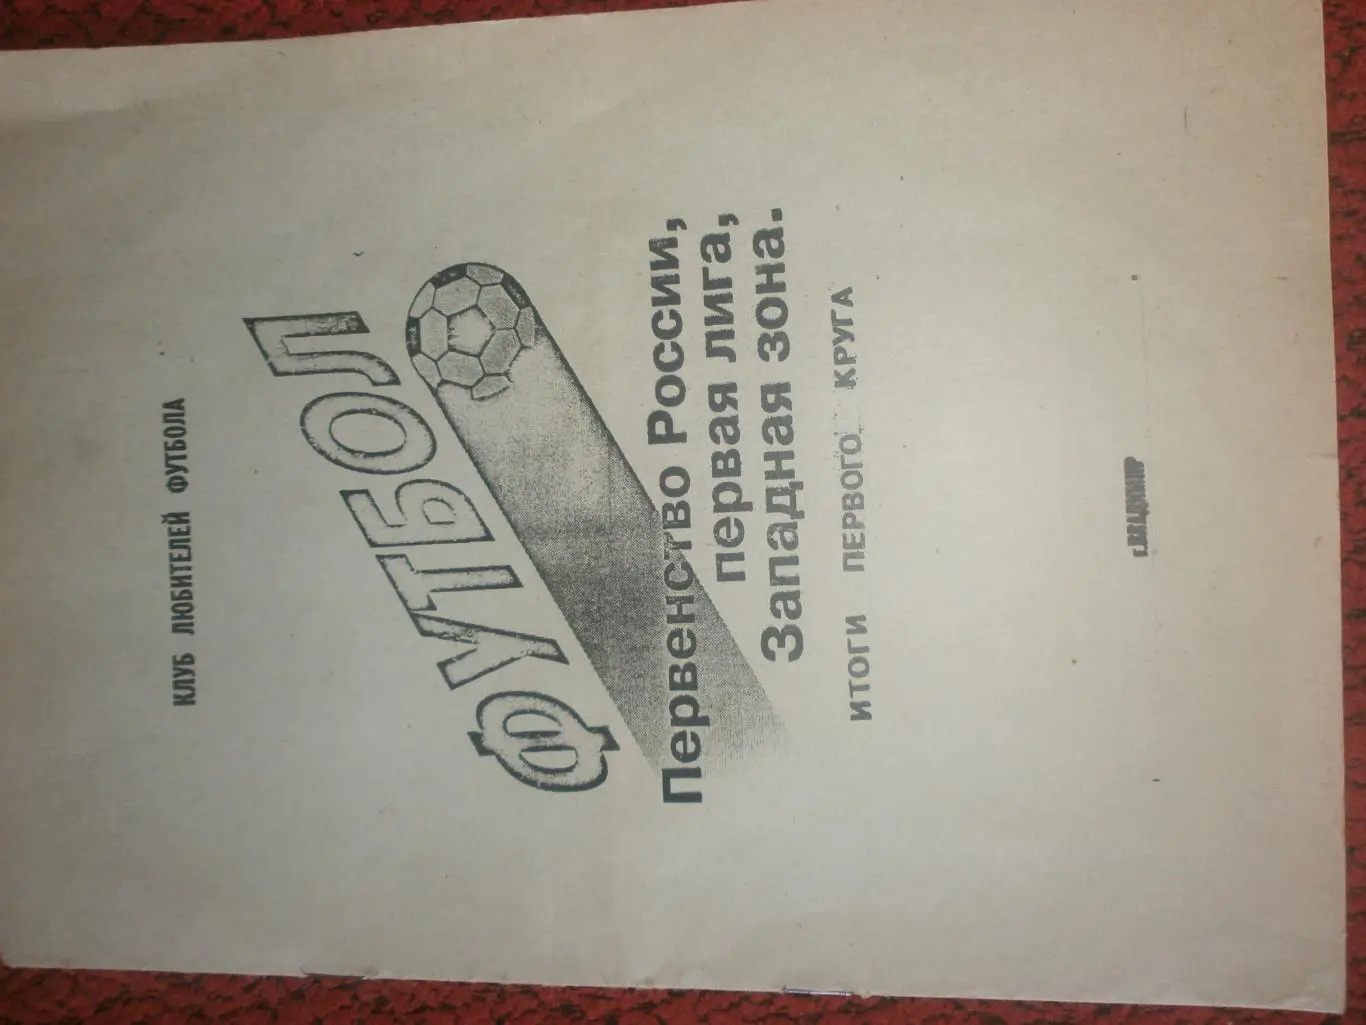 КЛУБ ЛЮБИТЕЛЕЙ ФУТБОЛА
ФУТБОЛ
Первенство России,
первая лига,
Западная зона.
ИТОГИ ПЕРВОГО КРУГА
г.ВЛАДИМИР